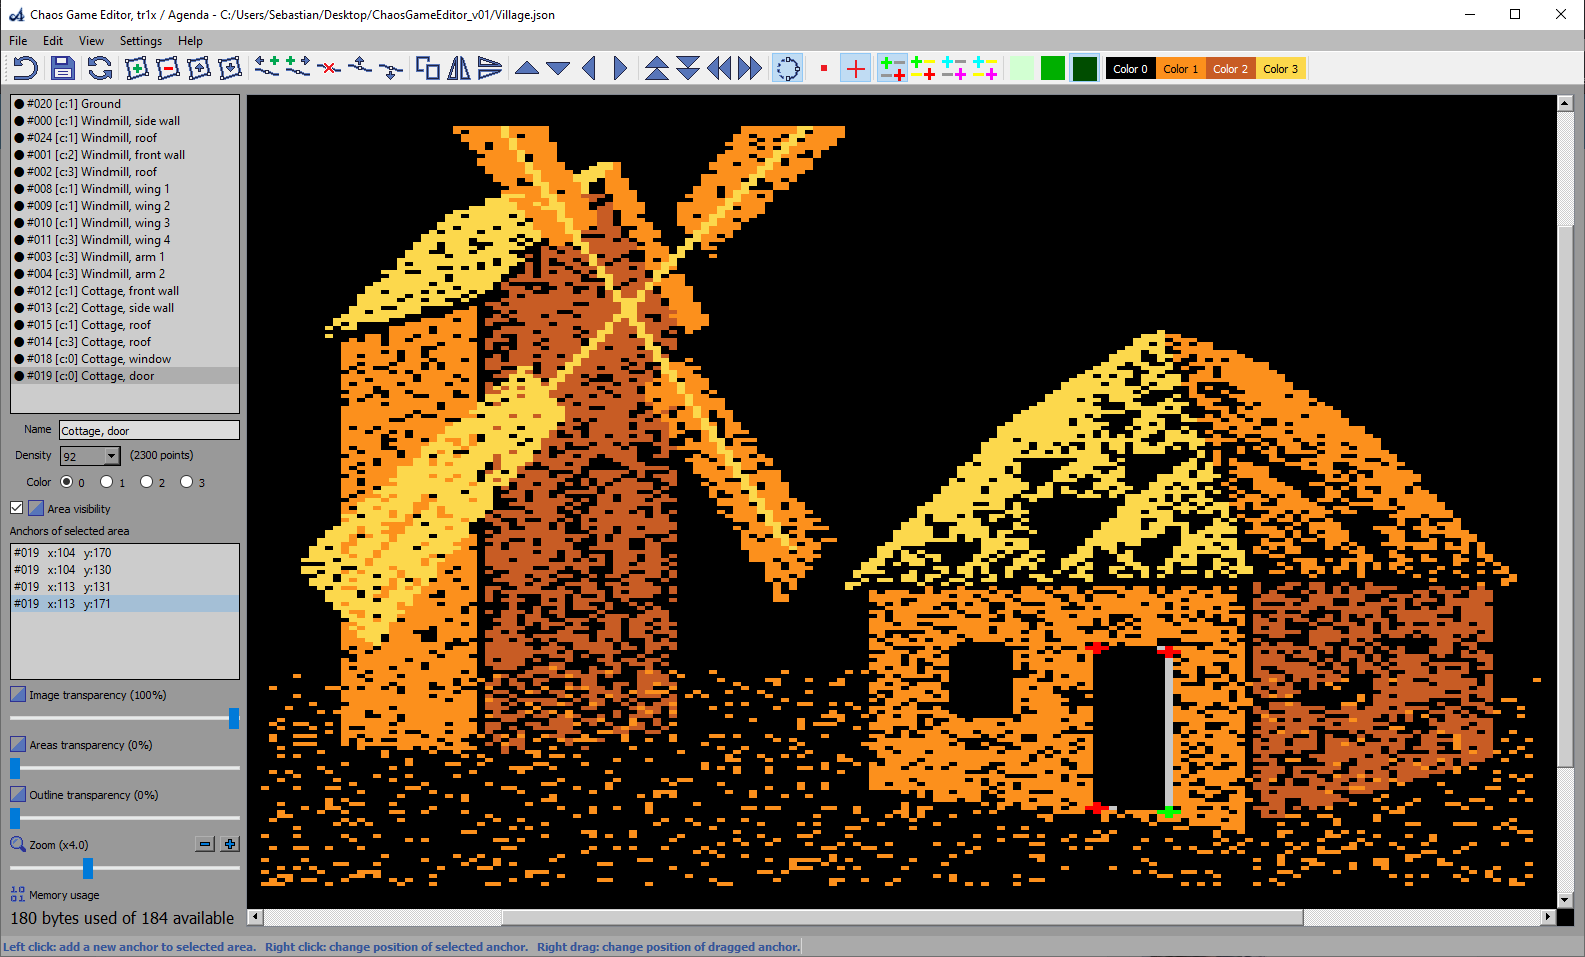 Chaos Game Editor, tr1x / Agenda - C:/Users/Sebastian/Desktop/ChaosGameEditor_v01/Village.json
File Edit View Settings Help
Color 0 Color 1 Color 2 Color 3
#020 [c:1] Ground
#000 [c:1] Windmill, side wall
#024 [c:1] Windmill, roof
#001 [c:2] Windmill, front wall
#002 [c:3] Windmill, roof
#008 [c:1] Windmill, wing 1
#009 [c:1] Windmill, wing 2
#010 [c:1] Windmill, wing 3
#011 [c:3] Windmill, wing 4
#003 [c:3] Windmill, arm 1
#004 [c:3] Windmill, arm 2
#012 [c:1] Cottage, front wall
#013 [c:2] Cottage, side wall
#015 [c:1] Cottage, roof
#014 [c:3] Cottage, roof
#018 [c:0] Cottage, window
#019 [c:0] Cottage, door
Name Cottage, door
Density 92 (2300 points)
Color 0 1 2 3
Area visibility
Anchors of selected area
#019 x:104 y:170
#019 x:104 y:130
#019 x:113 y:131
#019 x:113 y:171
Image transparency (100%)
Areas transparency (0%)
Outline transparency (0%)
Zoom (x4.0)
Memory usage
180 bytes used of 184 available
Left click: add a new anchor to selected area. Right click: change position of selected anchor. Right drag: change position of dragged anchor.